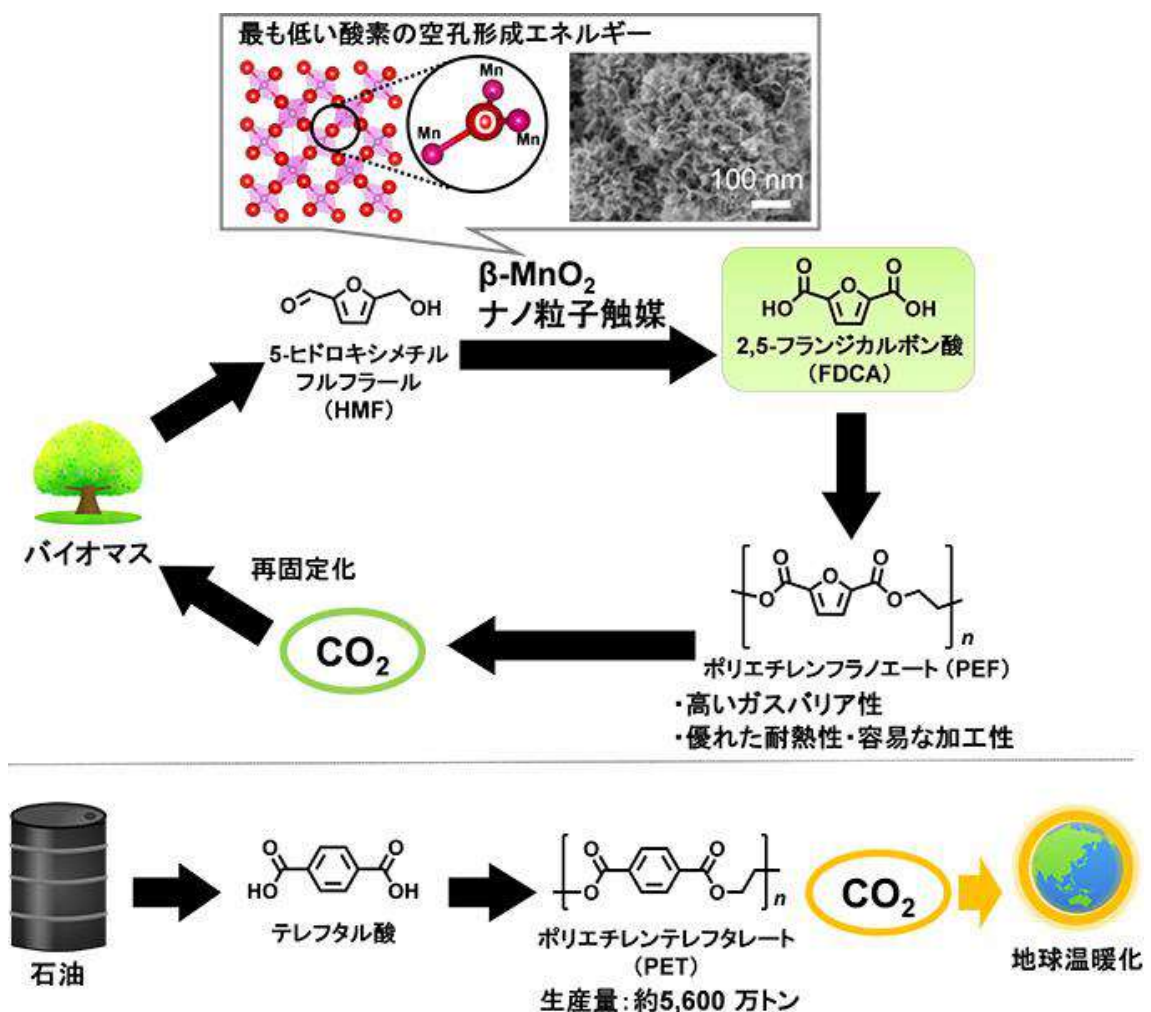 最も低い酸素の空孔形成エネルギー
Mn
Mn
Mn
O
100 nm
β-MnO2
ナノ粒子触媒
O
O
OH
5-ヒドロキシメチル
フルフラール
(HMF)
O
O
O
HO
OH
2,5-フランジカルボン酸
(FDCA)
バイオマス
再固定化
CO2
O
O
O
O
O
n
ポリエチレンフラノエート (PEF)
・高いガスバリア性
・優れた耐熱性・容易な加工性
石油
O
O
HO
OH
テレフタル酸
O
O
O
O
n
ポリエチレンテレフタレート
(PET)
生産量：約5,600 万トン
CO2
地球温暖化